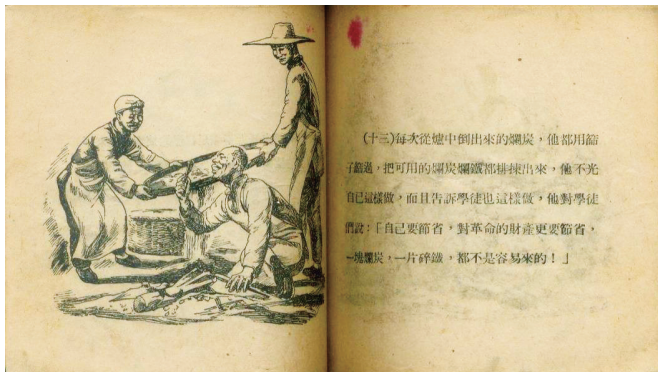 (十三)每次從爐中倒出來的爛炭，他都用篩
子篩過，把可用的爛炭爛鐵都揀揀出來，他不光
自己這樣做，而且告訴學徒也這樣做，他對學徒
們說：「自己要節省，對革命的財產更要節省，
一塊爛炭，一片碎鐵，都不是容易來的！」